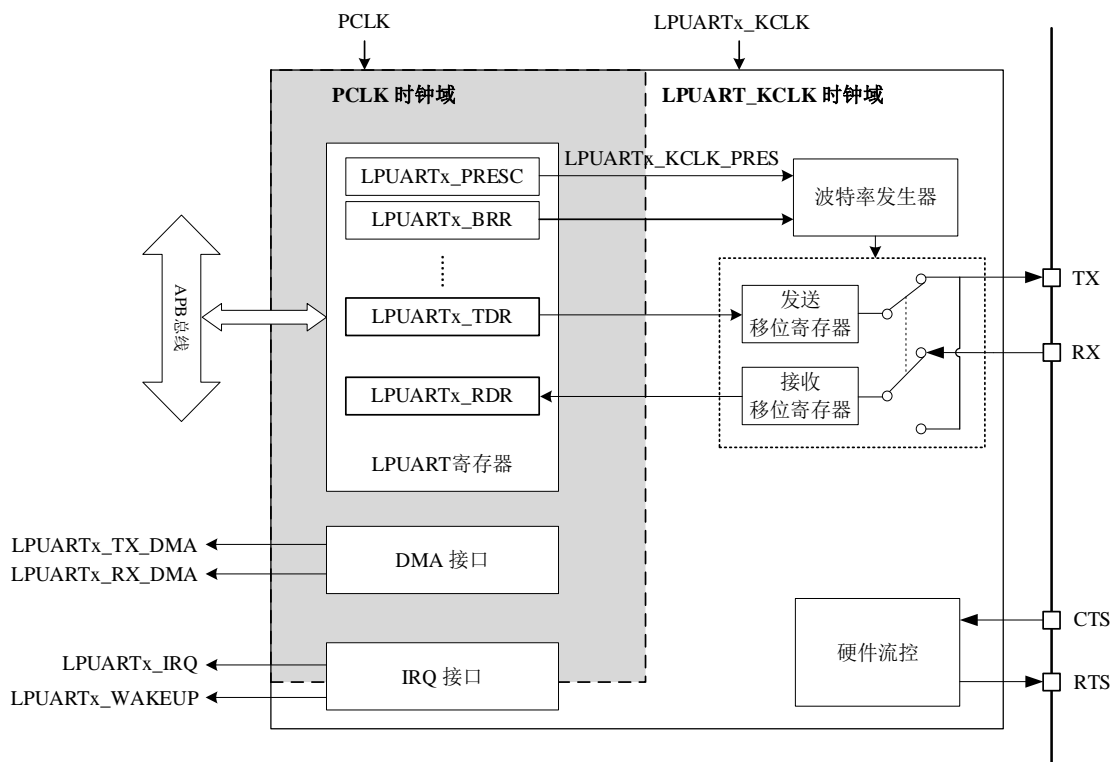 PCLK
LPUARTx_KCLK
PCLK 时钟域
LPUART_KCLK 时钟域
LPUARTx_PRESC
LPUARTx_KCLK_PRES
波特率发生器
LPUARTx_BRR
APB总线
LPUARTx_TDR
发送
移位寄存器
TX
RX
LPUARTx_RDR
接收
移位寄存器
LPUART寄存器
LPUARTx_TX_DMA
LPUARTx_RX_DMA
DMA 接口
LPUARTx_IRQ
LPUARTx_WAKEUP
IRQ 接口
硬件流控
CTS
RTS